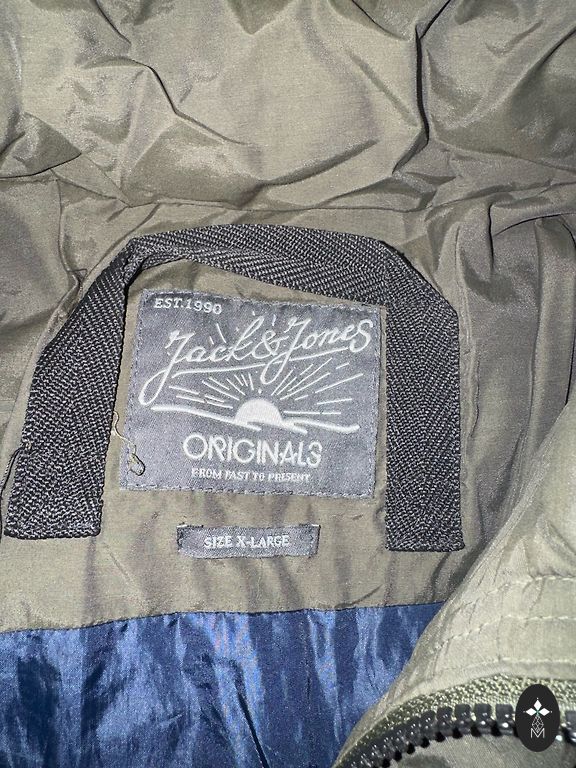 EST.1990
Jack & Jones
ORIGINALS
FROM PAST TO PRESENT
SIZE X-LARGE
M